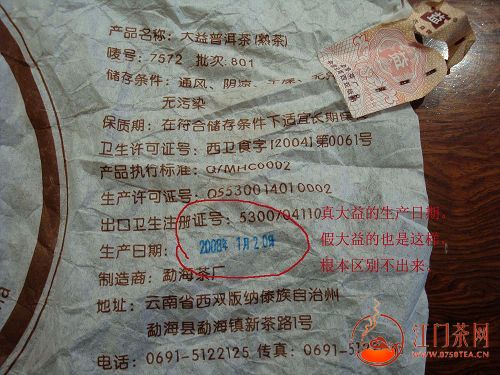 产品名称: 大益普洱茶(熟茶)
唛号: 7572 批次: 801
储存条件: 通风、阴凉、干燥、
无污染
保质期: 在符合储存条件下适宜长期保
卫生许可证号: 西卫食字[2004]第0061号
产品执行标准: Q/MHC0002
生产许可证号: QS530014010002
出口卫生注册证号: 5300704110
生产日期: 2008年 1月20日
制造商: 勐海茶厂
地址: 云南省西双版纳傣族自治州
勐海县勐海镇新茶路1号
电话: 0691-5122125 传真: 0691-5
真大益的生产日期.
假大益的也是这样,
根本区别不出来.
益
江门茶网
WWW.0750TEA.COM